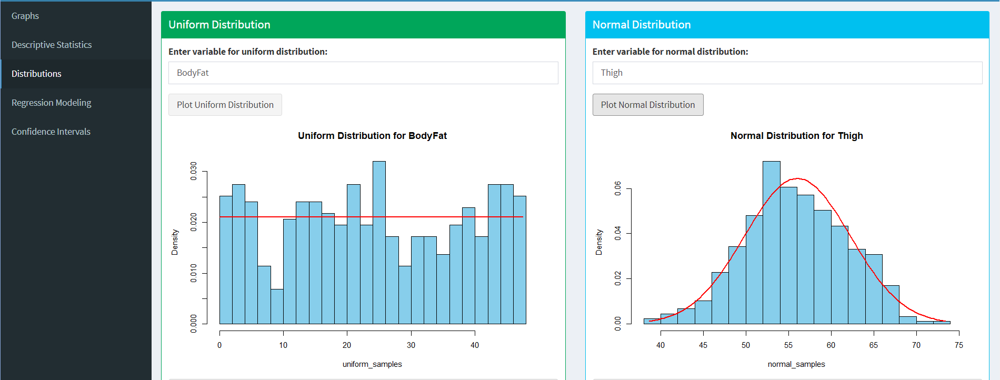 Graphs
Descriptive Statistics
Distributions
Regression Modeling
Confidence Intervals
Uniform Distribution
Enter variable for uniform distribution:
BodyFat
Plot Uniform Distribution
Uniform Distribution for BodyFat
0.030
0.020
0.010
0.000
Density
0 10 20 30 40
uniform_samples
Normal Distribution
Enter variable for normal distribution:
Thigh
Plot Normal Distribution
Normal Distribution for Thigh
0.06
0.04
0.02
0.00
Density
40 45 50 55 60 65 70 75
normal_samples